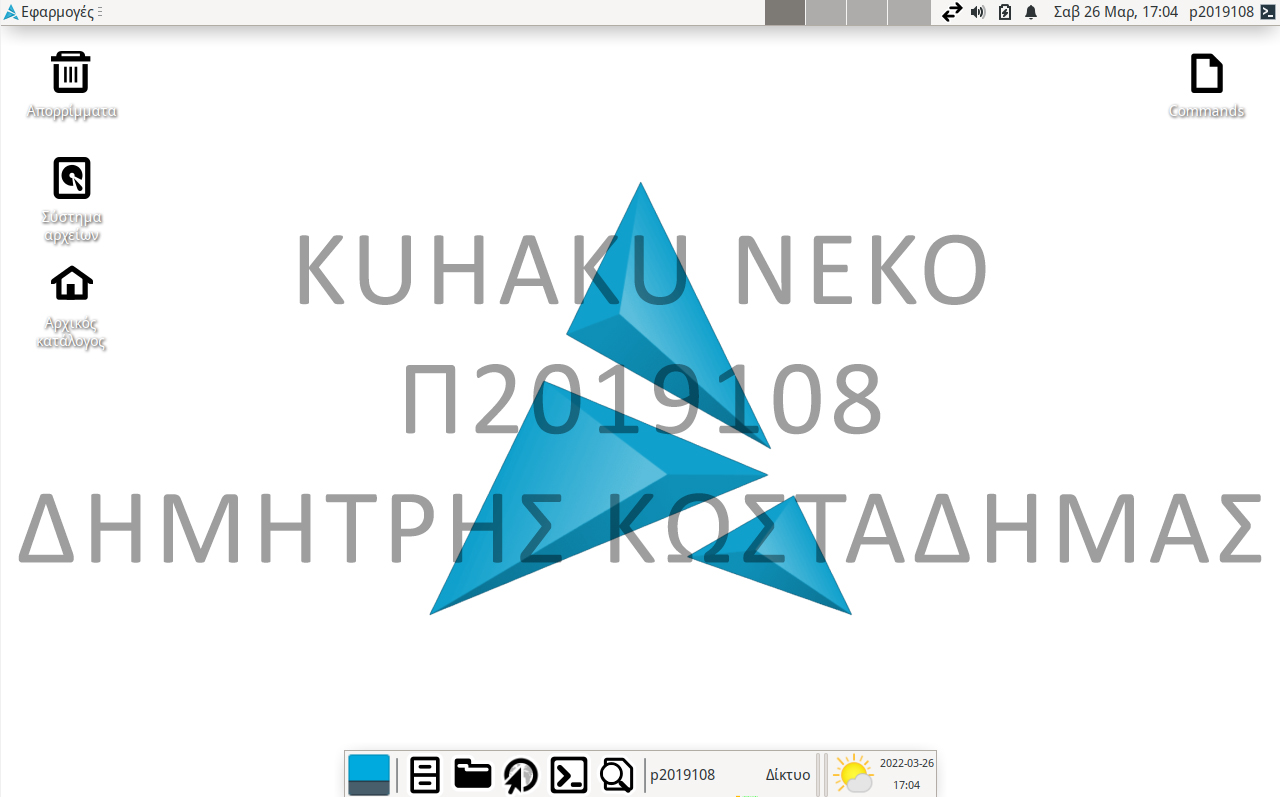 Εφαρμογές
Σαβ 26 Μαρ, 17:04 p2019108
Απορρίμματα
Commands
Σύστημα
αρχείων
Αρχικός
κατάλογος
KUHAKU NEKO
Π2019108
ΔΗΜΗΤΡΗΣ ΚΩΣΤΑΔΗΜΑΣ
p2019108 Δίκτυο
2022-03-26
17:04